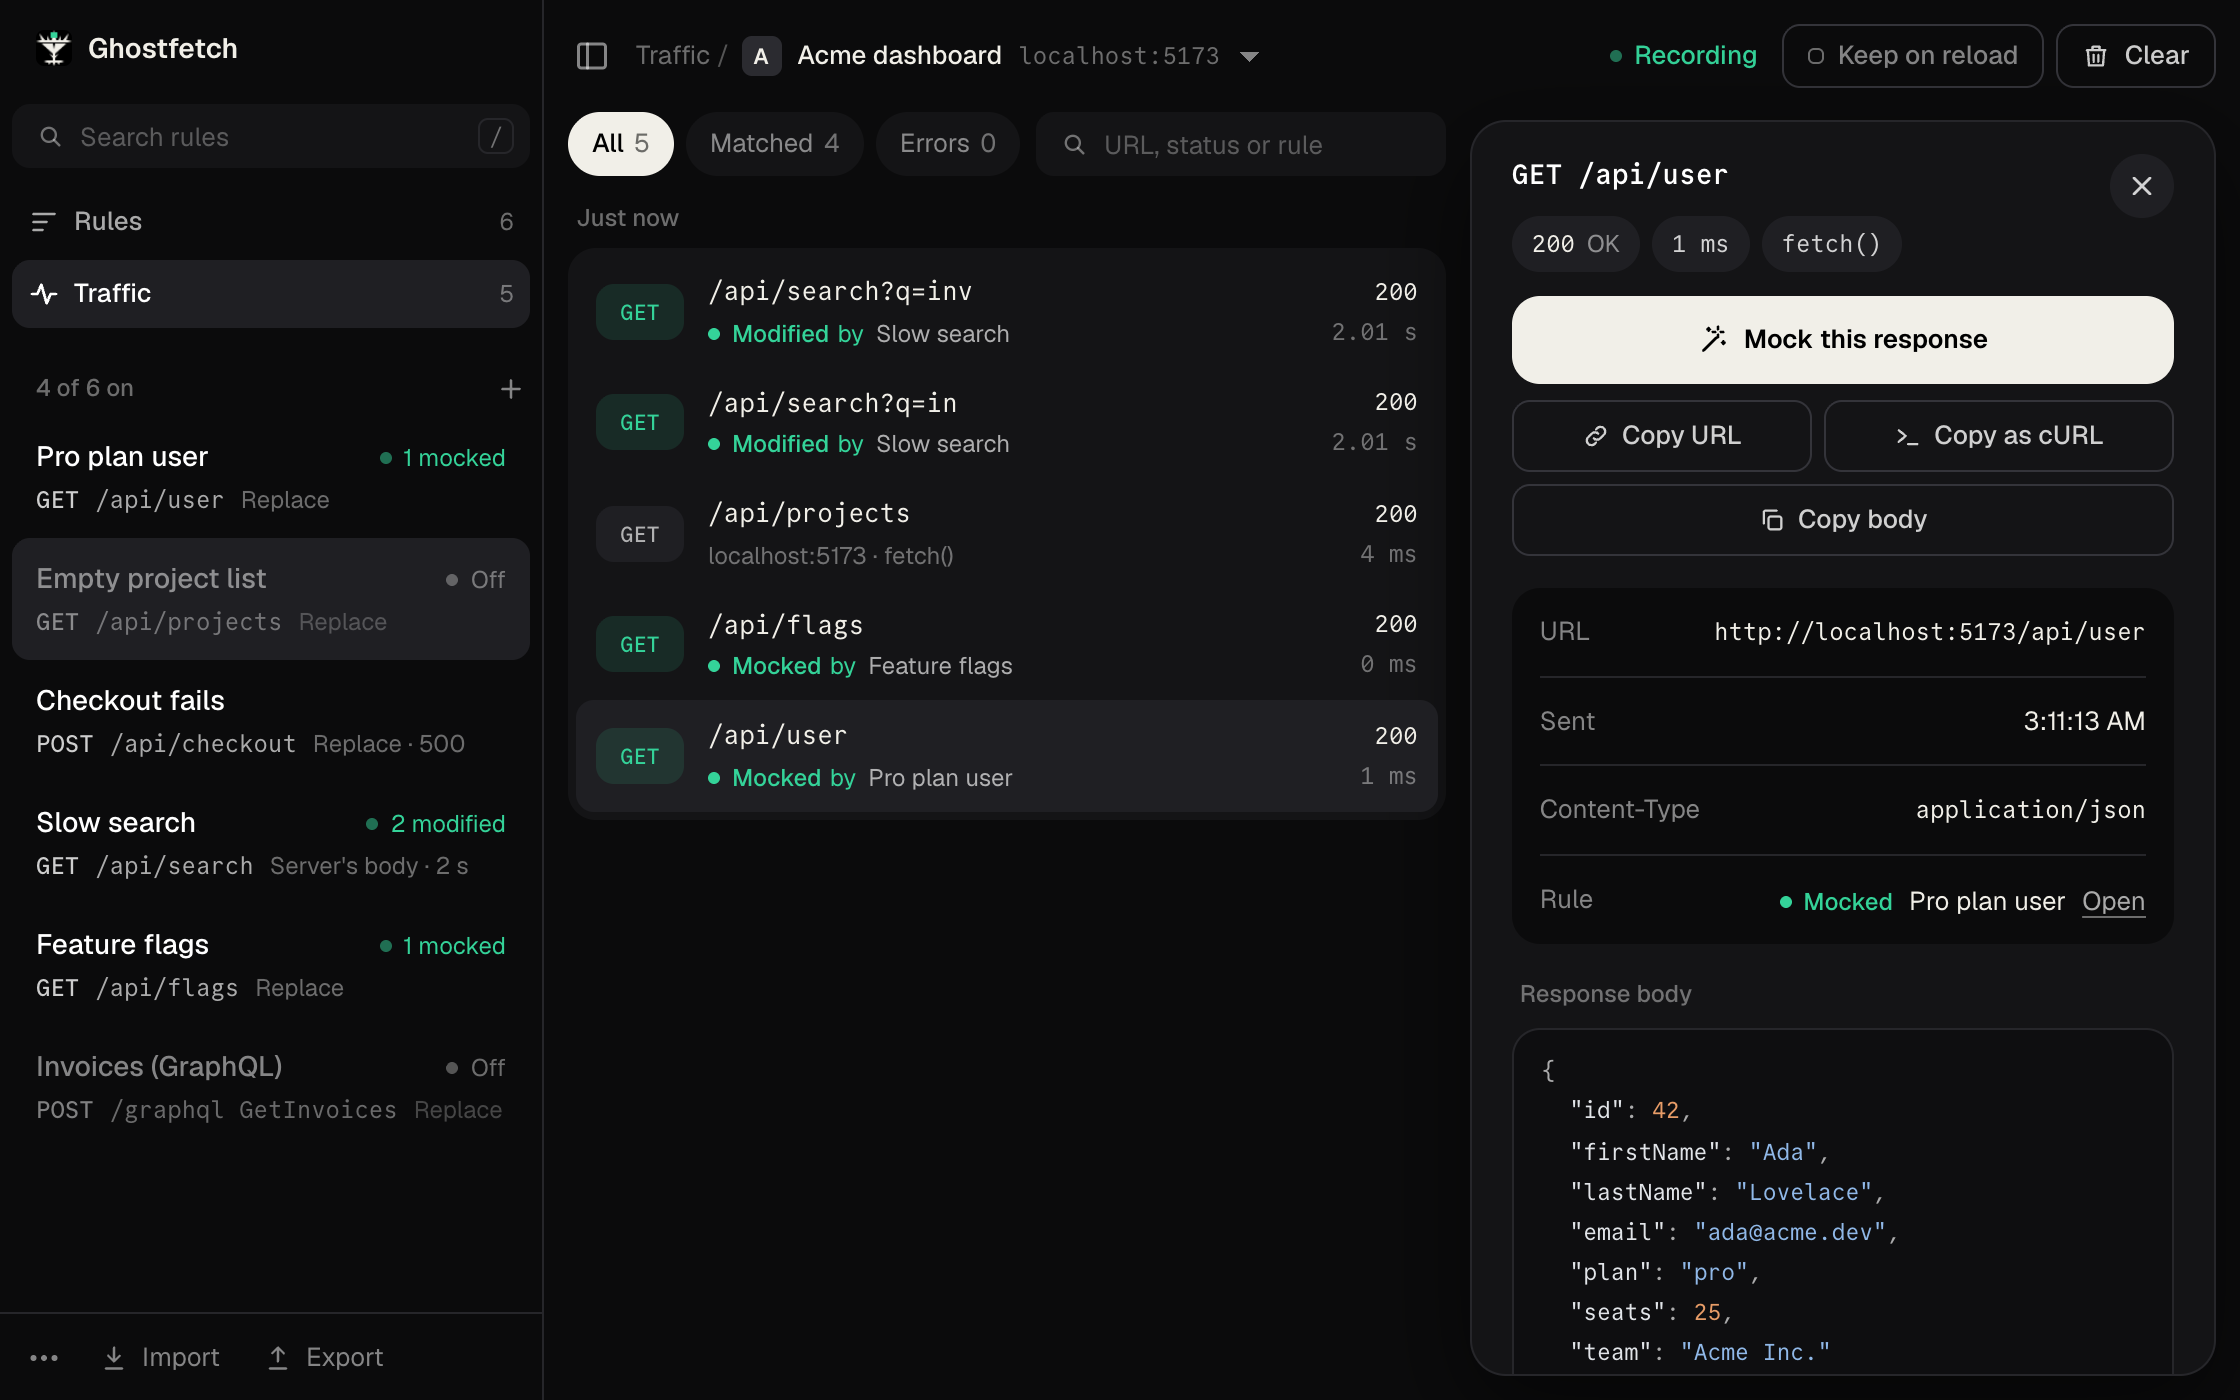 Ghostfetch
Search rules /
Rules 6
Traffic 5
4 of 6 on
Pro plan user 1 mocked
GET /api/user Replace
Empty project list Off
GET /api/projects Replace
Checkout fails
POST /api/checkout Replace · 500
Slow search 2 modified
GET /api/search Server's body · 2 s
Feature flags 1 mocked
GET /api/flags Replace
Invoices (GraphQL) Off
POST /graphql GetInvoices Replace
Import Export
Traffic / A Acme dashboard localhost:5173
Recording Keep on reload Clear
All 5 Matched 4 Errors 0 URL, status or rule
Just now
GET /api/search?q=inv 200
Modified by Slow search 2.01 s
GET /api/search?q=in 200
Modified by Slow search 2.01 s
GET /api/projects 200
localhost:5173 · fetch() 4 ms
GET /api/flags 200
Mocked by Feature flags 0 ms
GET /api/user 200
Mocked by Pro plan user 1 ms
GET /api/user
200 OK 1 ms fetch()
Mock this response
Copy URL >_ Copy as cURL
Copy body
URL http://localhost:5173/api/user
Sent 3:11:13 AM
Content-Type application/json
Rule Mocked Pro plan user Open
Response body
{
"id": 42,
"firstName": "Ada",
"lastName": "Lovelace",
"email": "ada@acme.dev",
"plan": "pro",
"seats": 25,
"team": "Acme Inc."